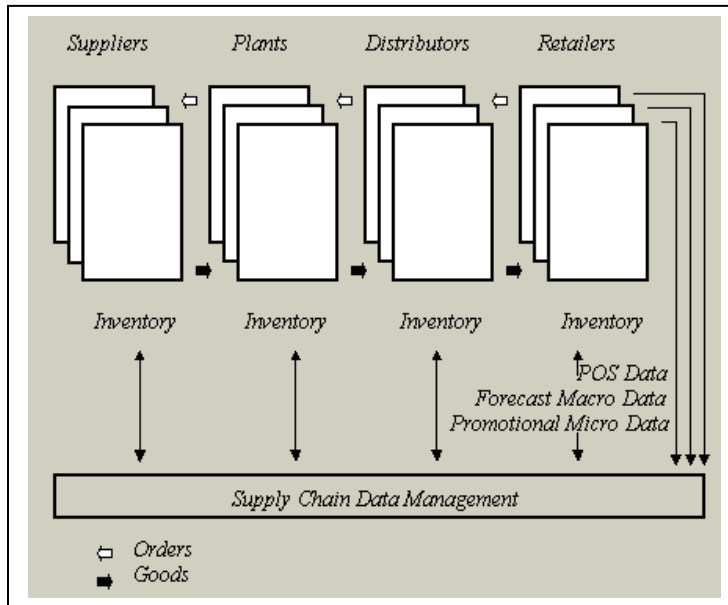 Suppliers Plants Distributors Retailers
Inventory Inventory Inventory Inventory
POS Data
Forecast Macro Data
Promotional Micro Data
Supply Chain Data Management
Orders
Goods